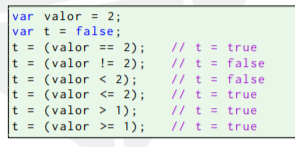 var valor = 2;
var t = false;
t = (valor == 2);    // t = true
t = (valor != 2);    // t = false
t = (valor < 2);     // t = false
t = (valor <= 2);    // t = true
t = (valor > 1);     // t = true
t = (valor >= 1);    // t = true